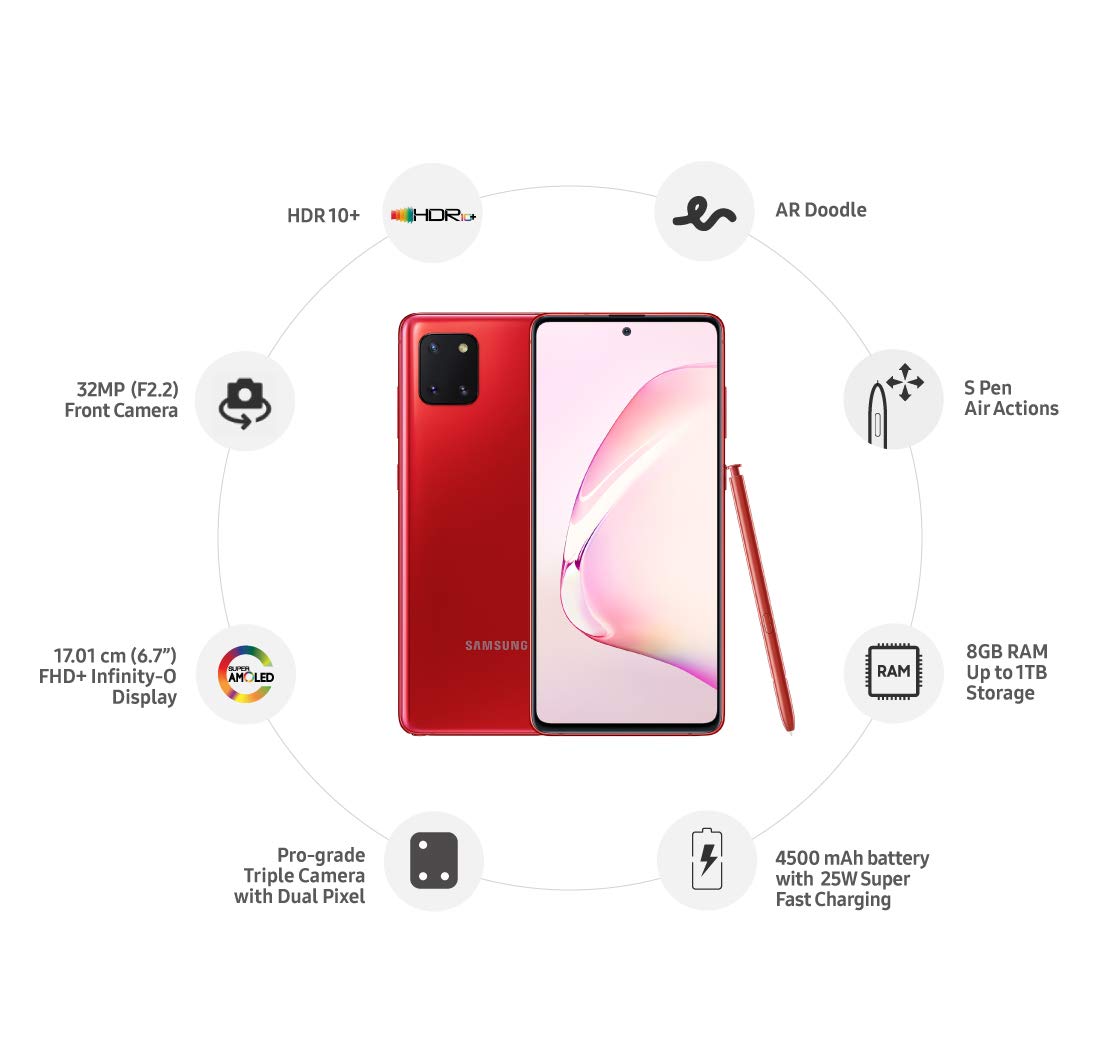 HDR 10+
HDR10+
AR Doodle
32MP (F2.2)
Front Camera
S Pen
Air Actions
SAMSUNG
17.01 cm (6.7”)
FHD+ Infinity-O
Display
SUPER
AMOLED
RAM
8GB RAM
Up to 1TB
Storage
Pro-grade
Triple Camera
with Dual Pixel
4500 mAh battery
with 25W Super
Fast Charging